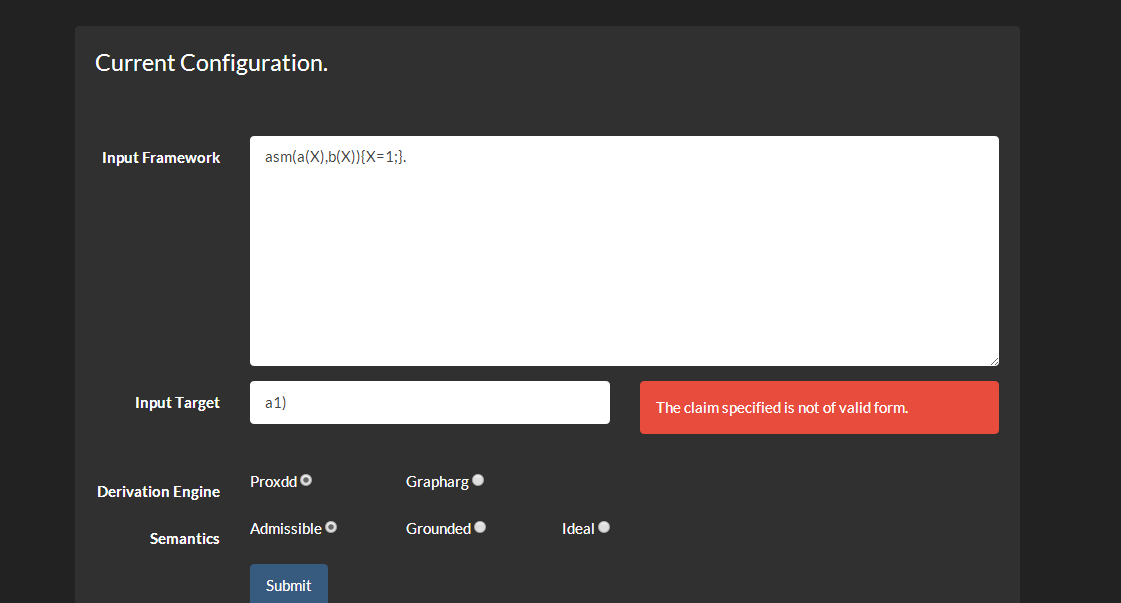 Current Configuration.
Input Framework
asm(a(X),b(X)){X=1;}.
Input Target
a1)
The claim specified is not of valid form.
Derivation Engine
Proxdd
Grapharg
Semantics
Admissible
Grounded
Ideal
Submit